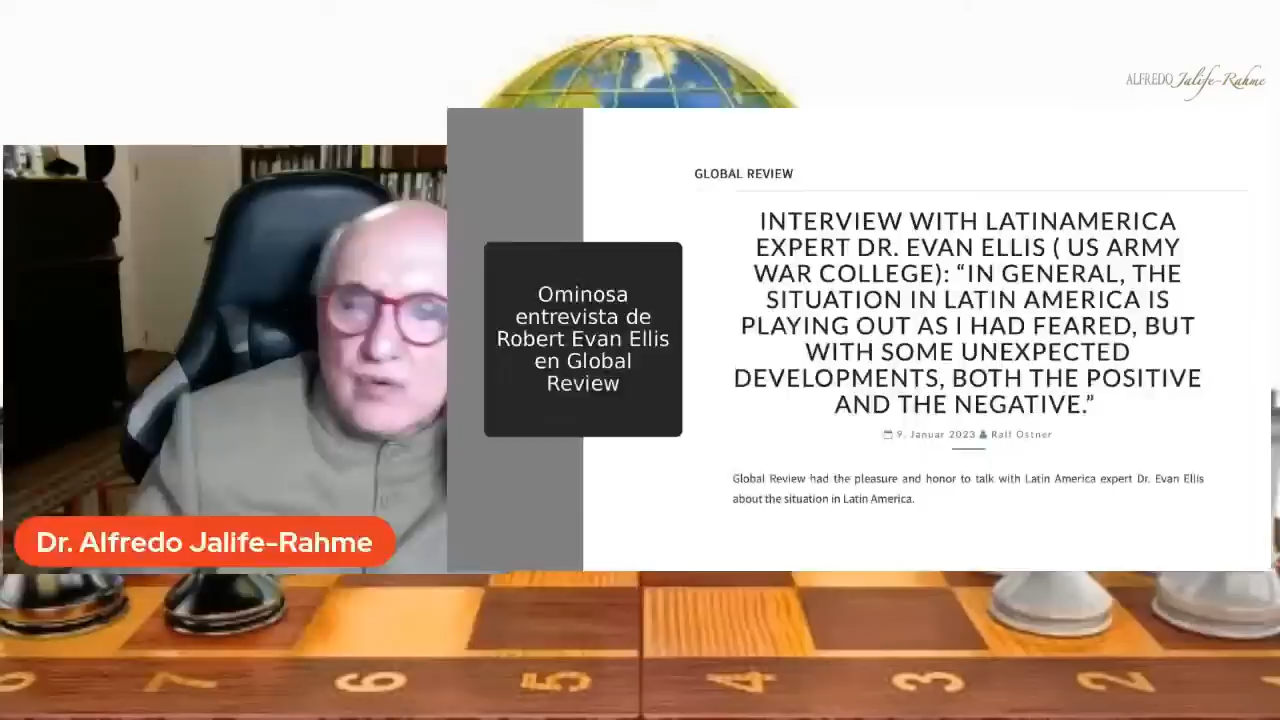 ALFREDO Jalife-Rahme
GLOBAL REVIEW
INTERVIEW WITH LATINAMERICA
EXPERT DR. EVAN ELLIS ( US ARMY
WAR COLLEGE): “IN GENERAL, THE
SITUATION IN LATIN AMERICA IS
PLAYING OUT AS I HAD FEARED, BUT
WITH SOME UNEXPECTED
DEVELOPMENTS, BOTH THE POSITIVE
AND THE NEGATIVE.”
9. Januar 2023 Ralf Ostner
Global Review had the pleasure and honor to talk with Latin America expert Dr. Evan Ellis
about the situation in Latin America.
Ominosa
entrevista de
Robert Evan Ellis
en Global
Review
Dr. Alfredo Jalife-Rahme
7 6 5 4 3 2